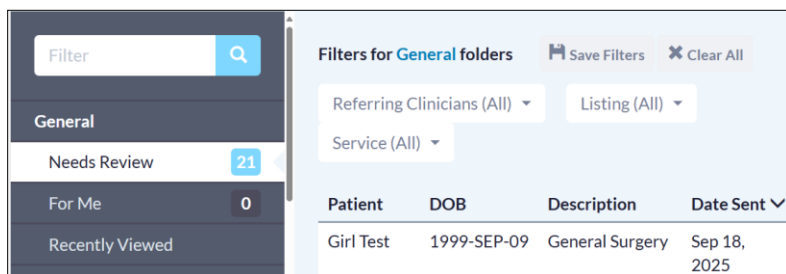 Filter
General
Needs Review 21
For Me 0
Recently Viewed
Filters for General folders Save Filters Clear All
Referring Clinicians (All) Listing (All)
Service (All)
Patient DOB Description Date Sent
Girl Test 1999-SEP-09 General Surgery Sep 18,
2025